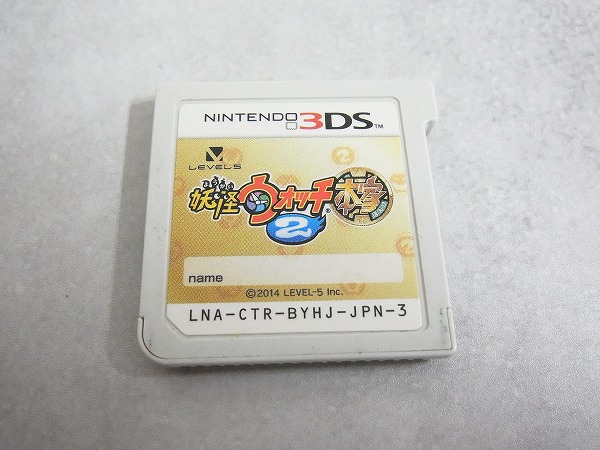 NINTENDO 3DS™
LEVEL5
妖怪ウォッチ®2 本家
name
©2014 LEVEL-5 Inc.
LNA-CTR-BYHJ-JPN-3